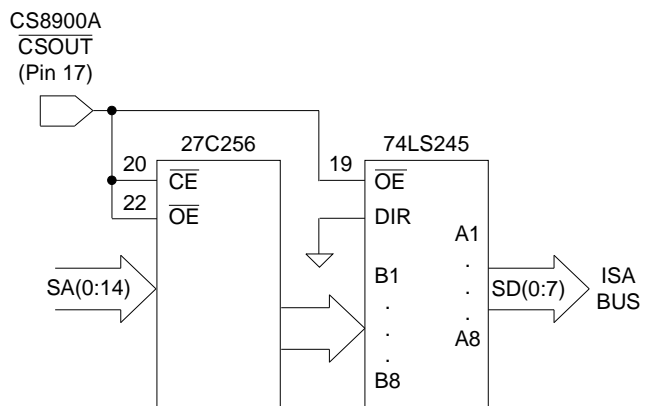 CS8900A
CSOUT
(Pin 17)
27C256
74LS245
20
CE
22
OE
19
OE
DIR
SA(0:14)
B1
.
.
.
B8
A1
.
.
.
A8
SD(0:7)
ISA
BUS